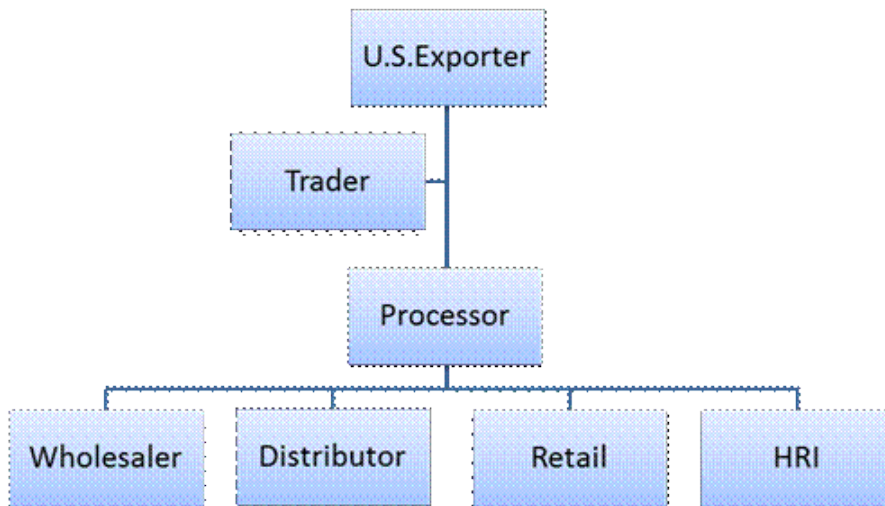 U.S.Exporter
Trader
Processor
Wholesaler
Distributor
Retail
HRI